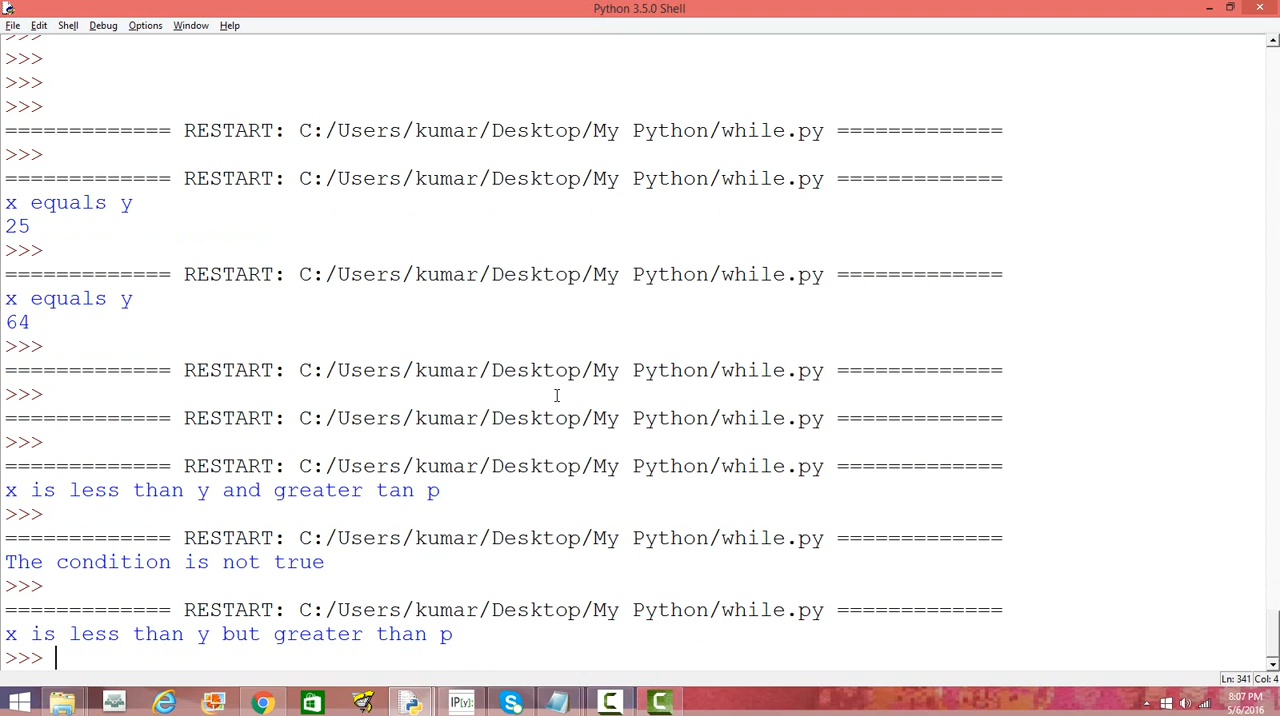 Python 3.5.0 Shell
File Edit Shell Debug Options Window Help
>>>
>>>
>>>
>>>
============= RESTART: C:/Users/kumar/Desktop/My Python/while.py =============
>>>
============= RESTART: C:/Users/kumar/Desktop/My Python/while.py =============
x equals y
25
>>>
============= RESTART: C:/Users/kumar/Desktop/My Python/while.py =============
x equals y
64
>>>
============= RESTART: C:/Users/kumar/Desktop/My Python/while.py =============
>>>
============= RESTART: C:/Users/kumar/Desktop/My Python/while.py =============
>>>
============= RESTART: C:/Users/kumar/Desktop/My Python/while.py =============
x is less than y and greater tan p
>>>
============= RESTART: C:/Users/kumar/Desktop/My Python/while.py =============
The condition is not true
>>>
============= RESTART: C:/Users/kumar/Desktop/My Python/while.py =============
x is less than y but greater than p
>>>
Ln: 341 Col: 4
IP[y]:
8:07 PM
5/6/2016